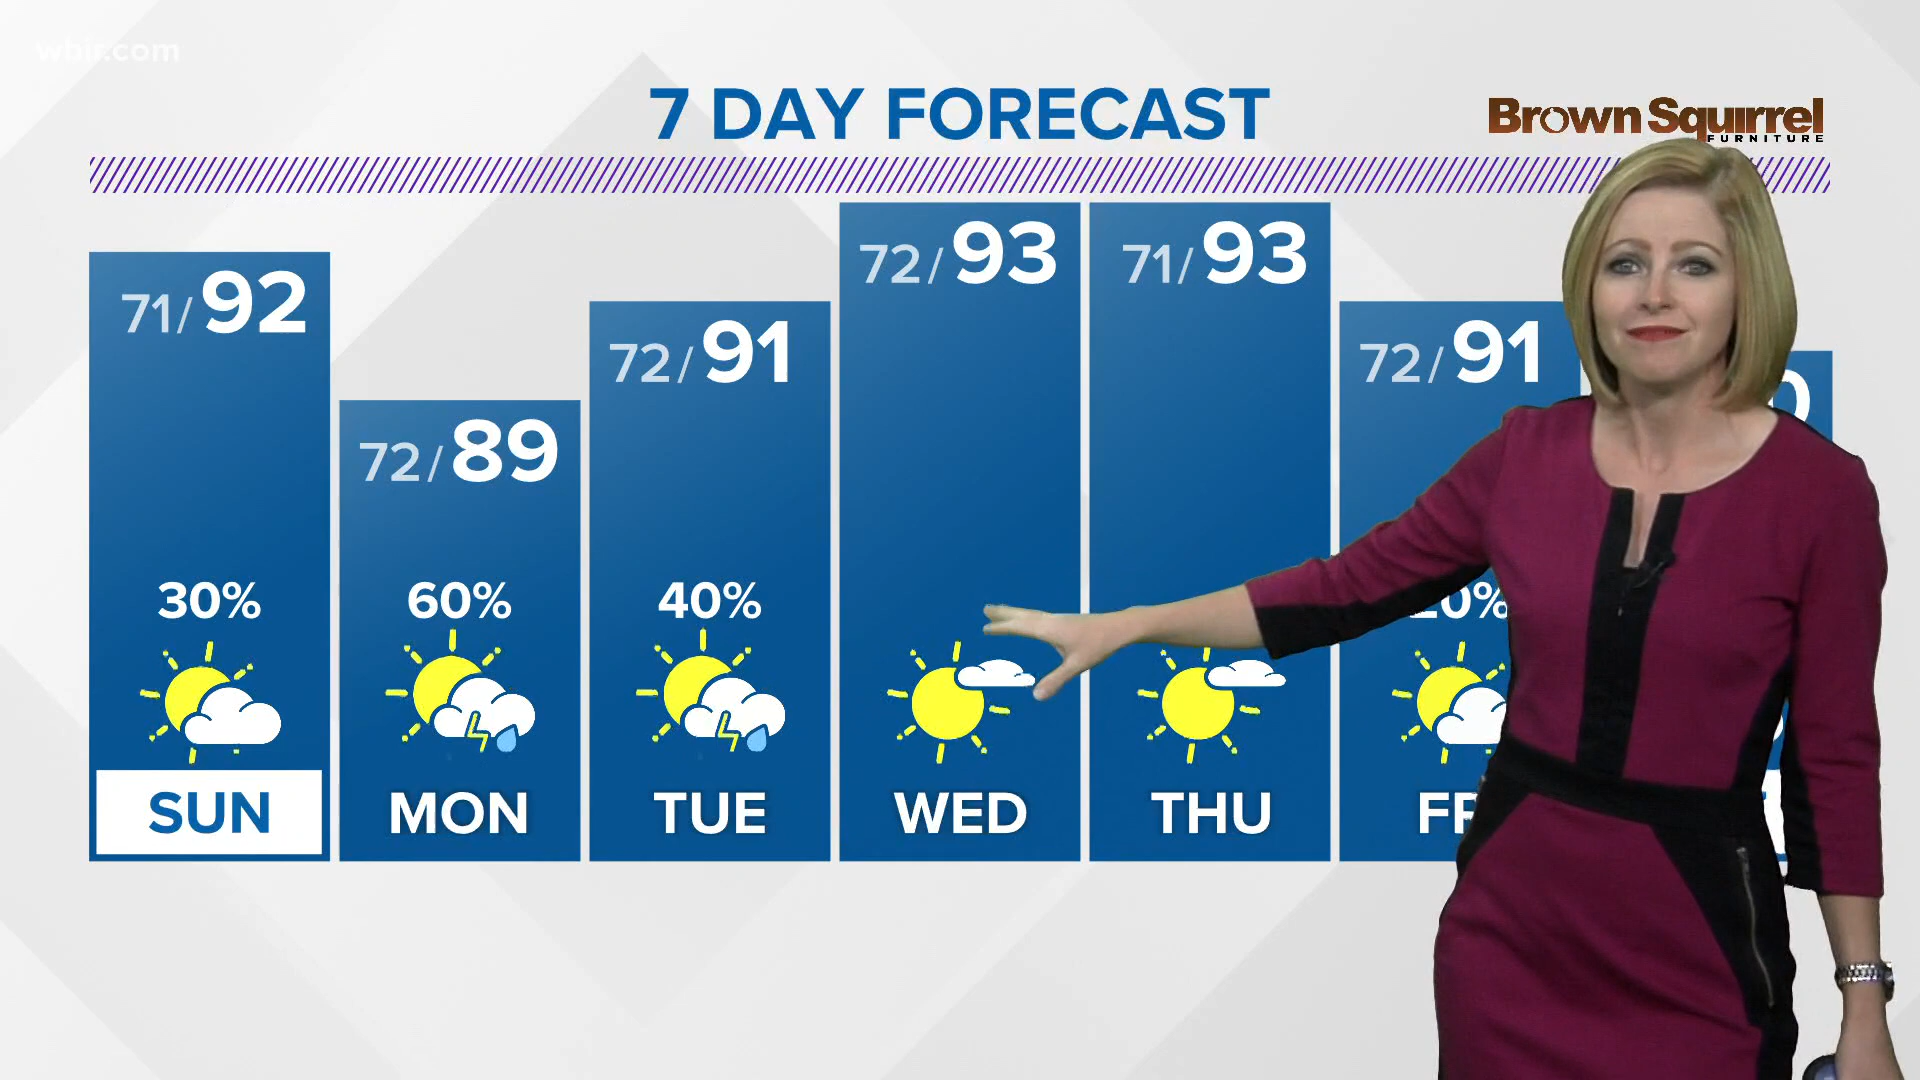 wbir.com
7 DAY FORECAST
Brown Squirrel
FURNITURE
71/92
72/89
72/91
72/93
71/93
72/91
30%
60%
40%
SUN
MON
TUE
WED
THU